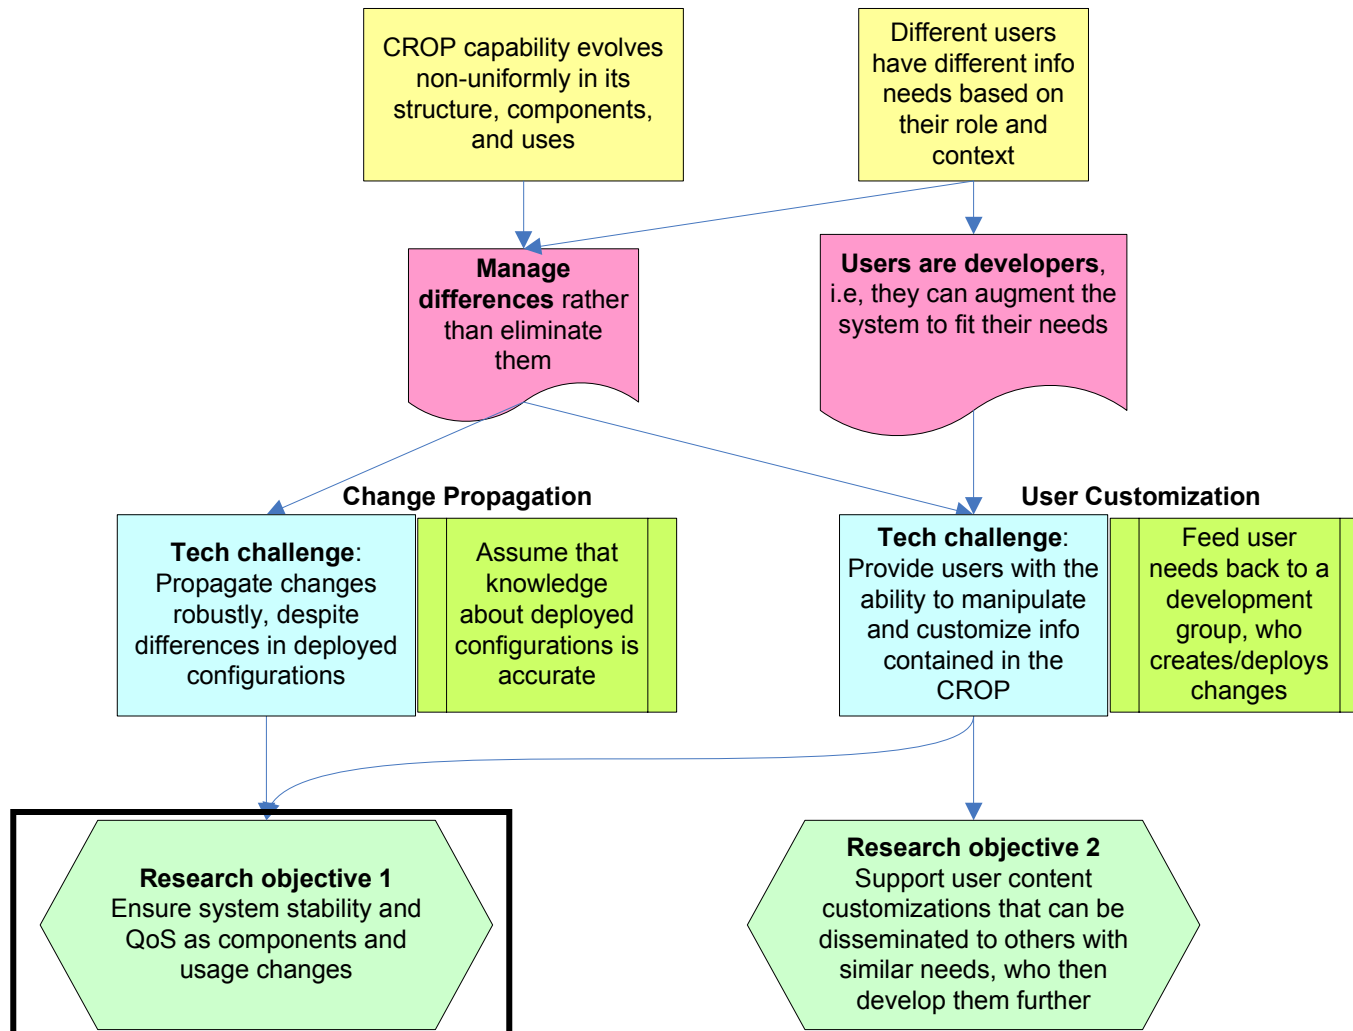 CROP capability evolves
non-uniformly in its
structure, components,
and uses
Different users
have different info
needs based on
their role and
context
Manage
differences rather
than eliminate
them
Users are developers,
i.e, they can augment the
system to fit their needs
Change Propagation
Tech challenge:
Propagate changes
robustly, despite
differences in deployed
configurations
Assume that
knowledge
about deployed
configurations is
accurate
User Customization
Tech challenge:
Provide users with the
ability to manipulate
and customize info
contained in the
CROP
Feed user
needs back to a
development
group, who
creates/deploys
changes
Research objective 1
Ensure system stability and
QoS as components and
usage changes
Research objective 2
Support user content
customizations that can be
disseminated to others with
similar needs, who then
develop them further